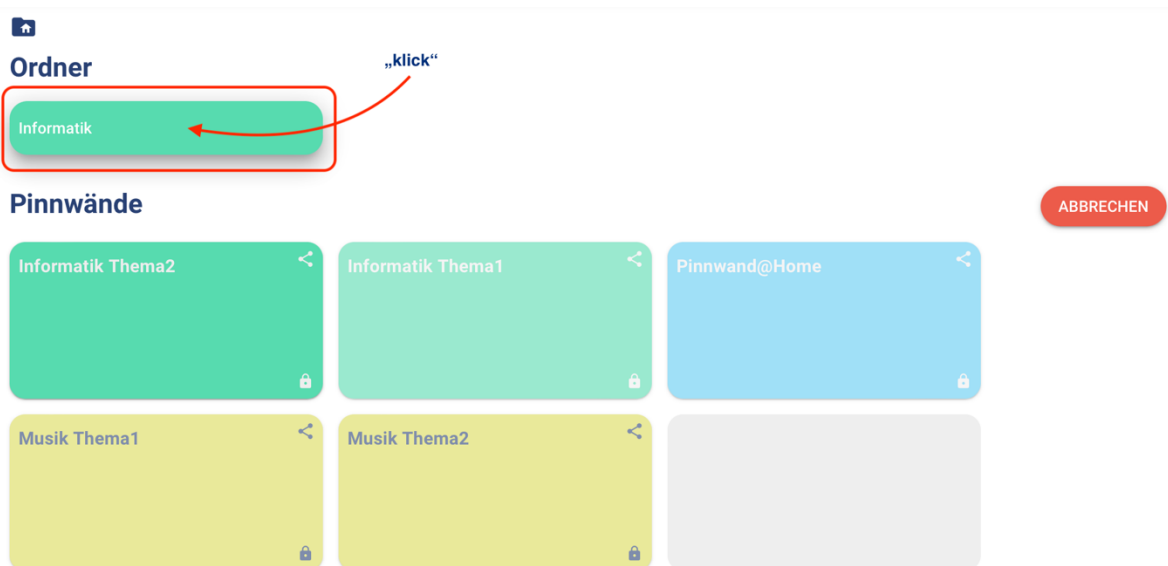 Ordner
„klick“
Informatik
Pinnwände
ABBRECHEN
Informatik Thema2
Informatik Thema1
Pinnwand@Home
Musik Thema1
Musik Thema2